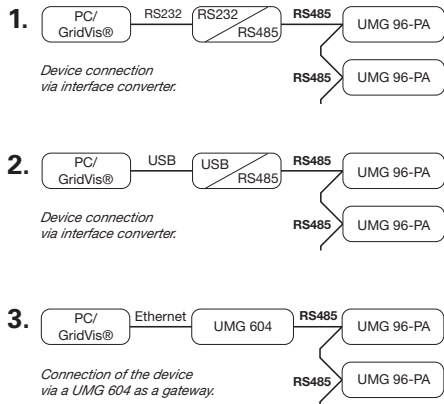 1.
PC/
GridVis®
RS232
RS232
RS485
RS485
UMG 96-PA
Device connection
via interface converter.
RS485
UMG 96-PA
2.
PC/
GridVis®
USB
USB
RS485
RS485
UMG 96-PA
Device connection
via interface converter.
RS485
UMG 96-PA
3.
PC/
GridVis®
Ethernet
UMG 604
RS485
UMG 96-PA
Connection of the device
via a UMG 604 as a gateway.
RS485
UMG 96-PA